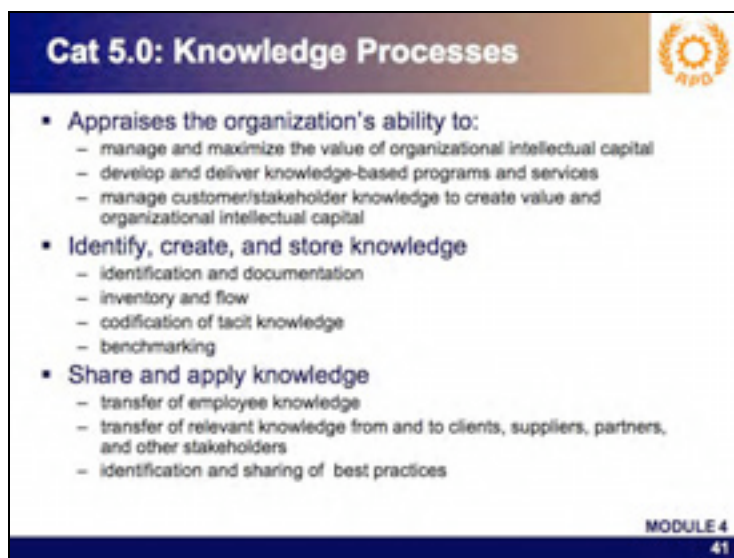 Cat 5.0: Knowledge Processes
APO
▪ Appraises the organization's ability to:
– manage and maximize the value of organizational intellectual capital
– develop and deliver knowledge-based programs and services
– manage customer/stakeholder knowledge to create value and
organizational intellectual capital
▪ Identify, create, and store knowledge
– identification and documentation
– inventory and flow
– codification of tacit knowledge
– benchmarking
▪ Share and apply knowledge
– transfer of employee knowledge
– transfer of relevant knowledge from and to clients, suppliers, partners,
and other stakeholders
– identification and sharing of best practices
MODULE 4
41